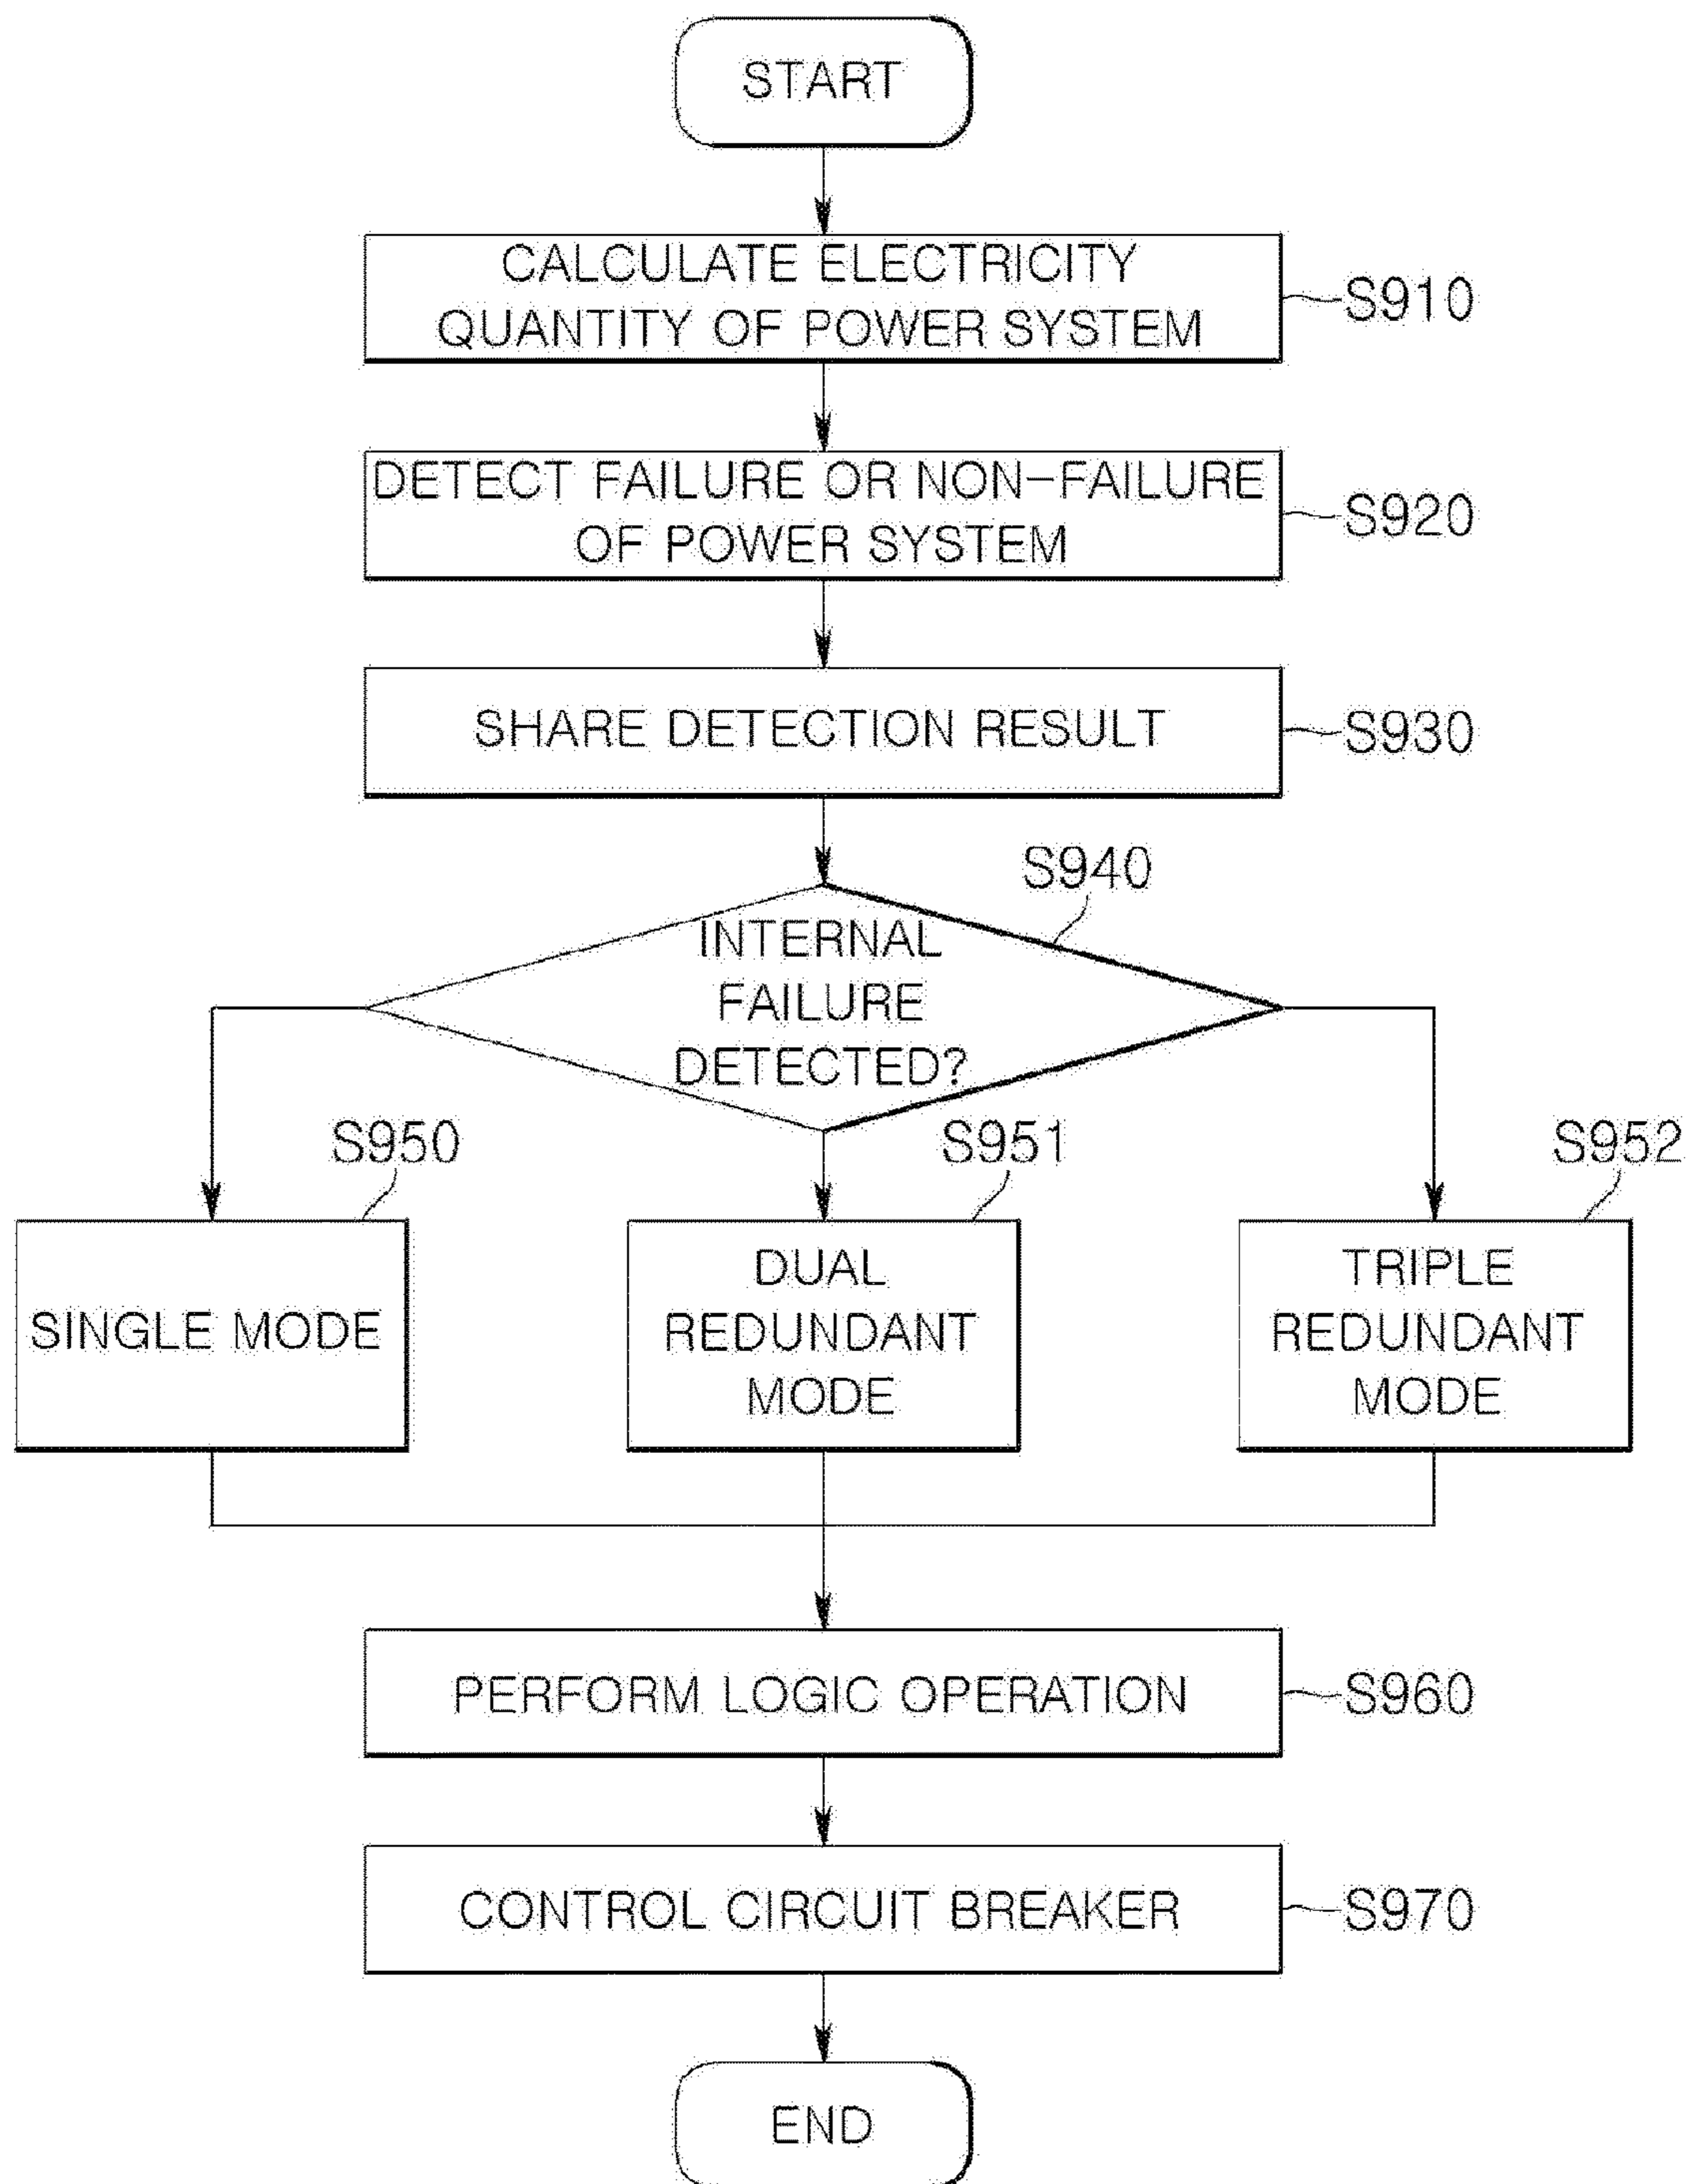 START
CALCULATE ELECTRICITY
QUANTITY OF POWER SYSTEM
S910
DETECT FAILURE OR NON-FAILURE
OF POWER SYSTEM
S920
SHARE DETECTION RESULT
S930
S940
INTERNAL
FAILURE
DETECTED?
S950
S951
S952
SINGLE MODE
DUAL
REDUNDANT
MODE
TRIPLE
REDUNDANT
MODE
PERFORM LOGIC OPERATION
S960
CONTROL CIRCUIT BREAKER
S970
END